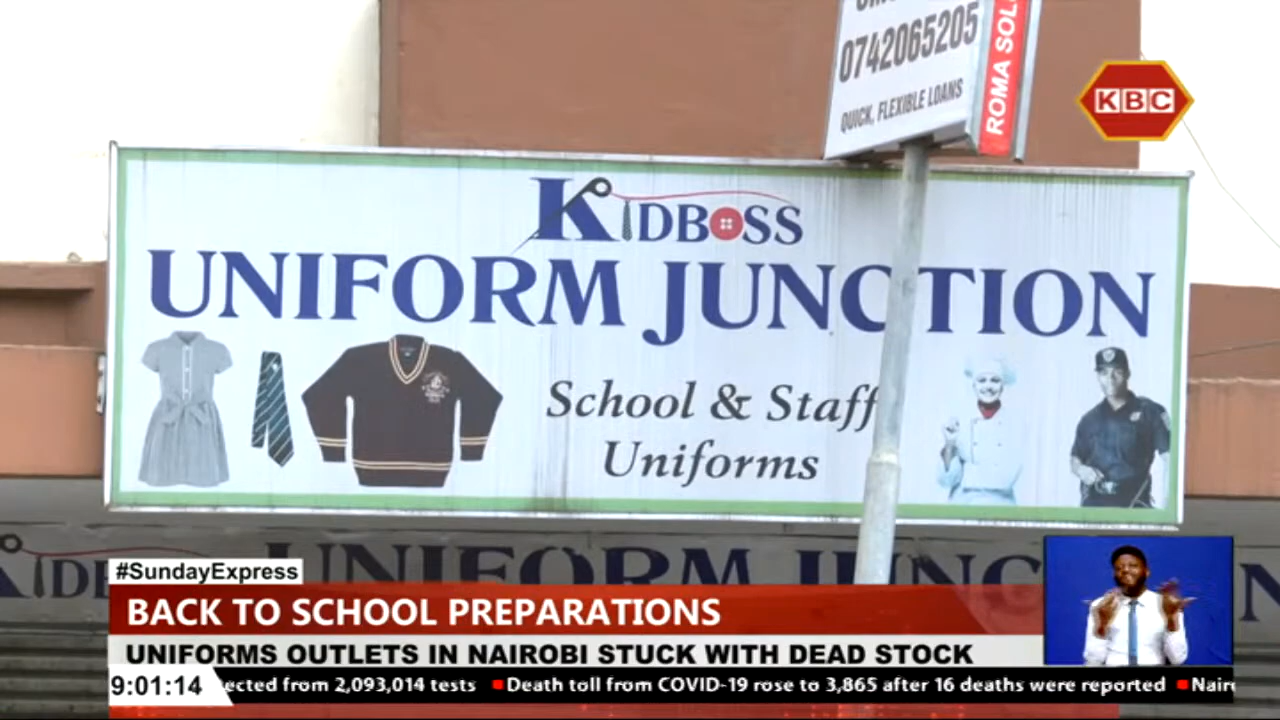 0742065205
QUICK, FLEXIBLE LOANS
ROMA
KBC
KIDBOSS
UNIFORM JUNCTION
School & Staff
Uniforms
UNIFORM JUNC
#SundayExpress
BACK TO SCHOOL PREPARATIONS
UNIFORMS OUTLETS IN NAIROBI STUCK WITH DEAD STOCK
9:01:14 ected from 2,093,014 tests ■Death toll from COVID-19 rose to 3,865 after 16 deaths were reported ■Nair